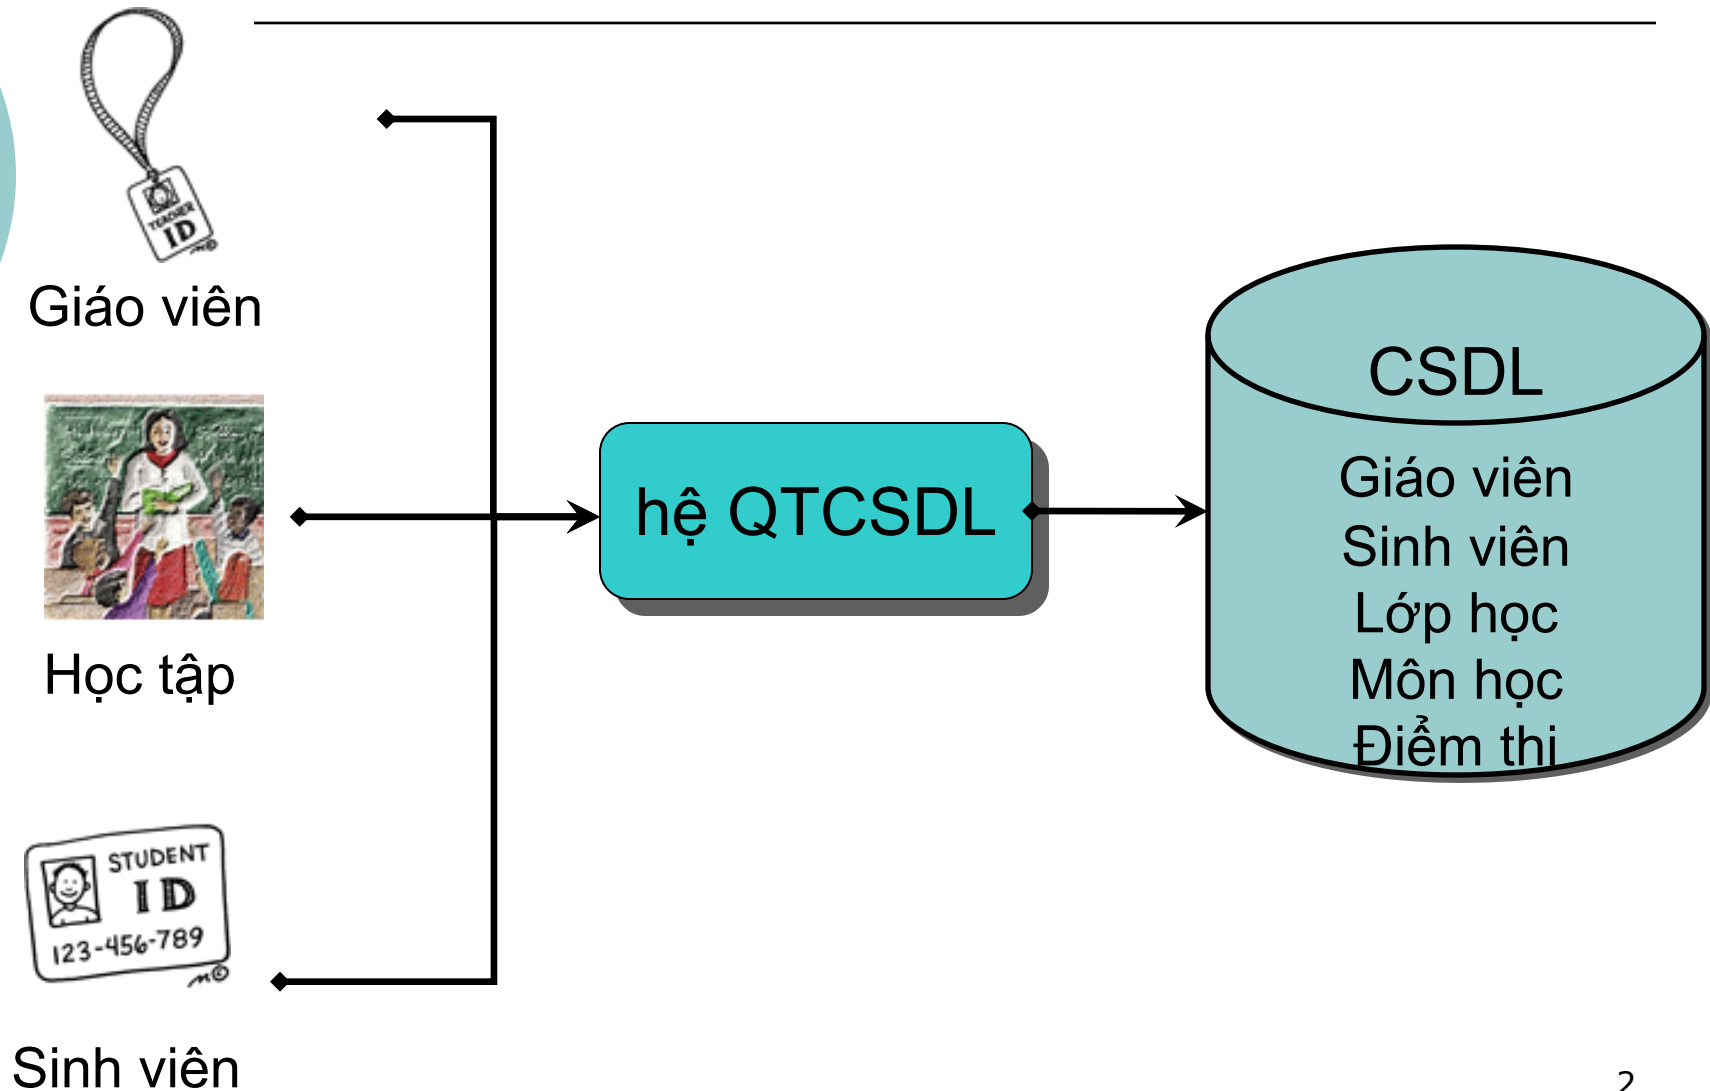 TEACHER
ID
Giáo viên
Học tập
STUDENT
ID
123-456-789
Sinh viên
hệ QTCSDL
CSDL
Giáo viên
Sinh viên
Lớp học
Môn học
Điểm thi
2